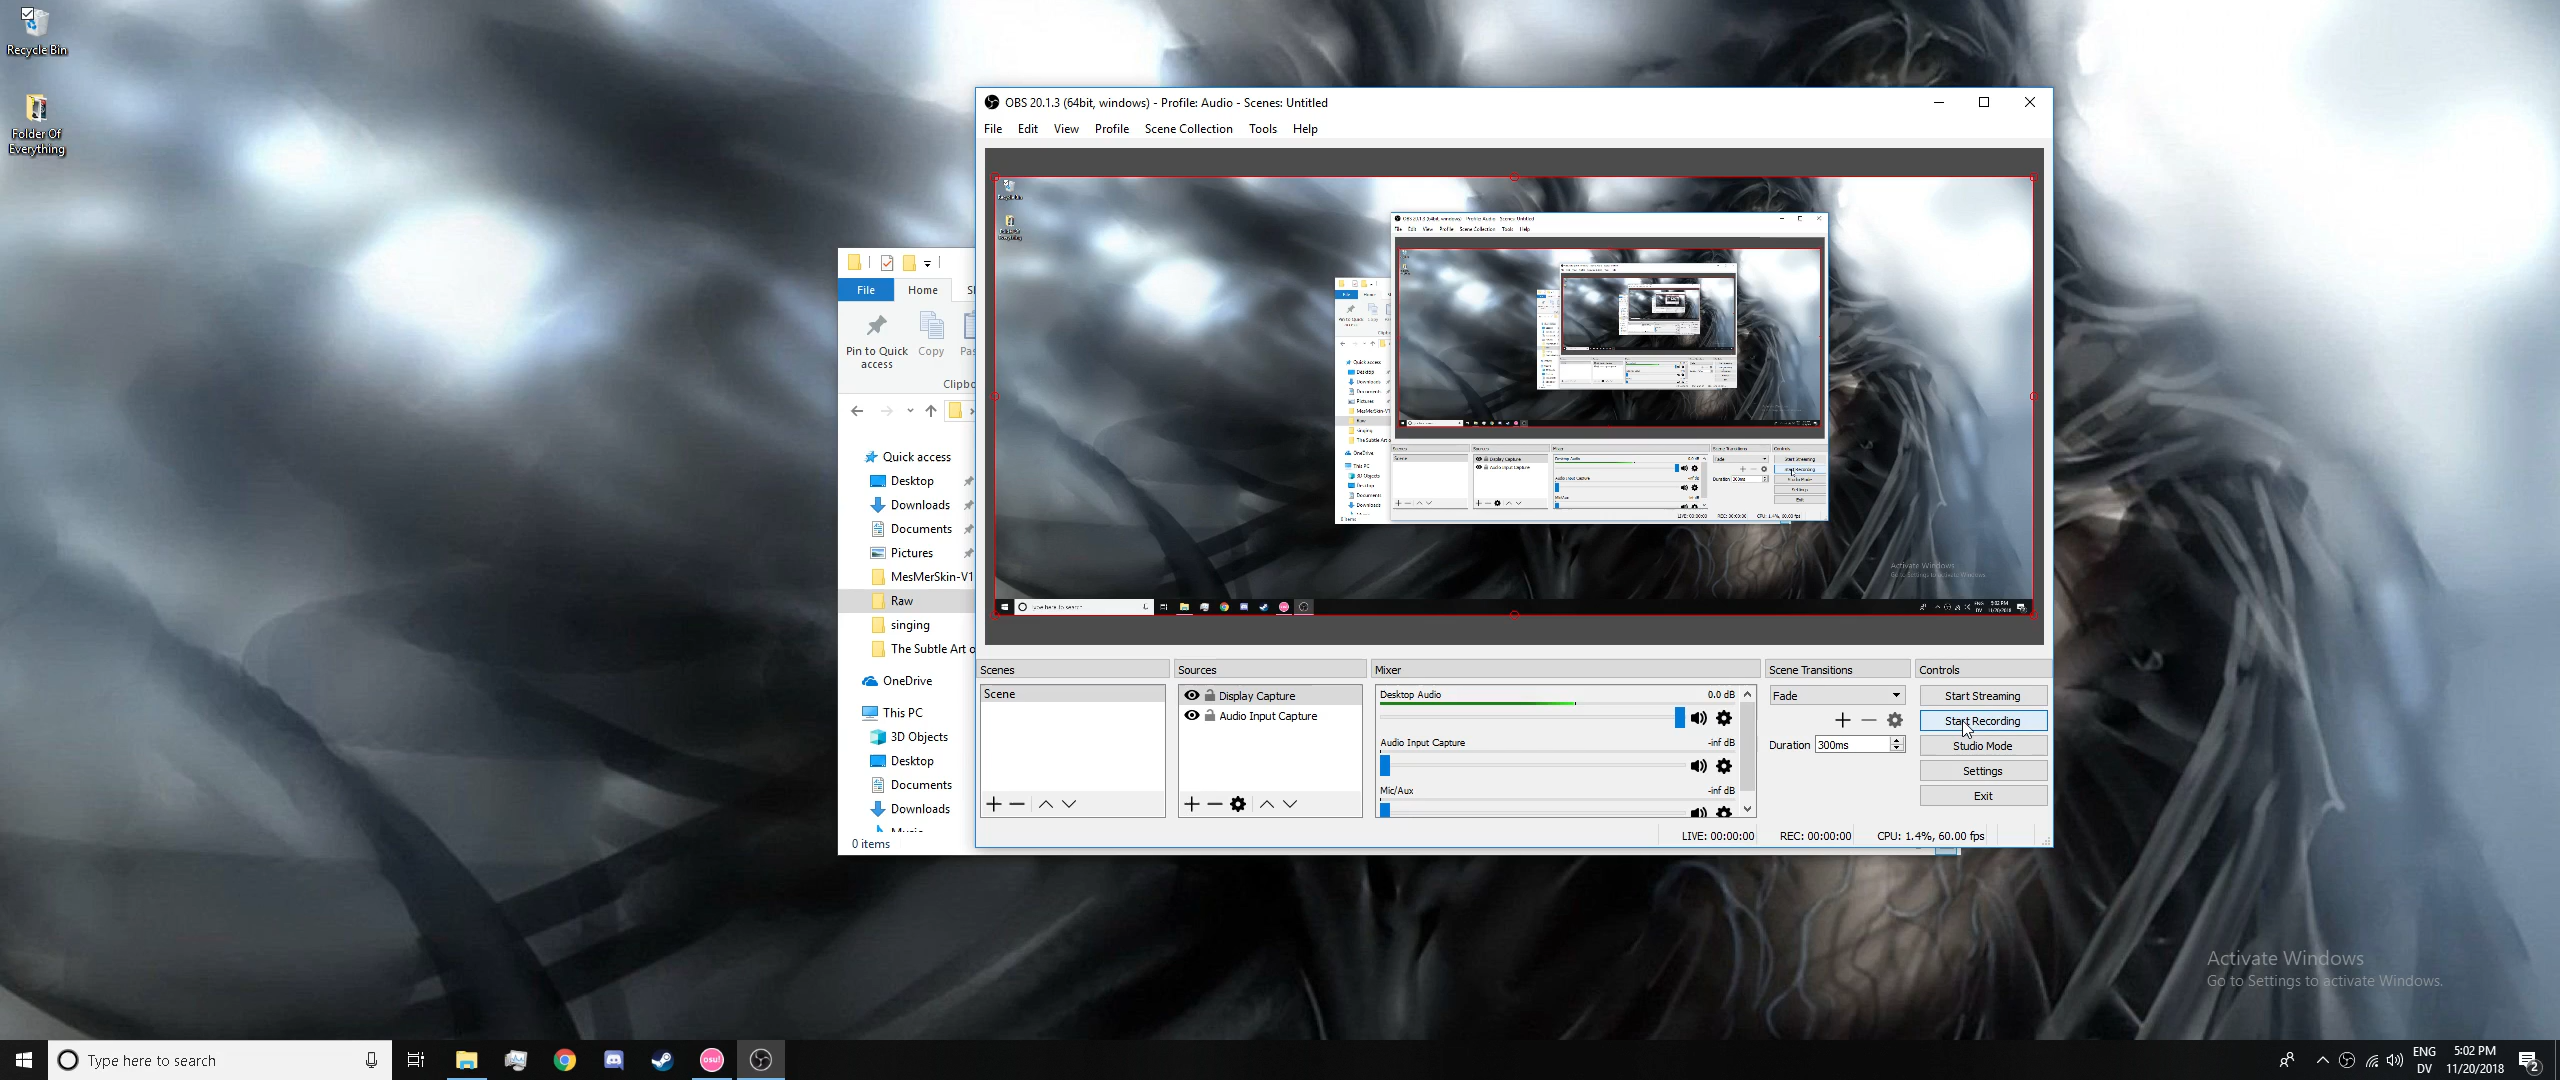 Recycle Bin
Folder Of
Everything
File
Home
Pin to Quick
access
Copy
Quick access
Desktop
Downloads
Documents
Pictures
MesMerSkin-V1
Raw
singing
The Subtle Art o
OneDrive
This PC
3D Objects
Desktop
Documents
Downloads
0 items
OBS 20.1.3 (64bit, windows) - Profile: Audio - Scenes: Untitled
File Edit View Profile Scene Collection Tools Help
Scenes
Scene
Sources
Display Capture
Audio Input Capture
Mixer
Desktop Audio 0.0 dB
Audio Input Capture -inf dB
Mic/Aux -inf dB
Scene Transitions
Fade
Duration 300ms
Controls
Start Streaming
Start Recording
Studio Mode
Settings
Exit
LIVE: 00:00:00 REC: 00:00:00 CPU: 1.4%, 60.00 fps
Activate Windows
Go to Settings to activate Windows.
Type here to search
osu!
ENG
DV
5:02 PM
11/20/2018
2